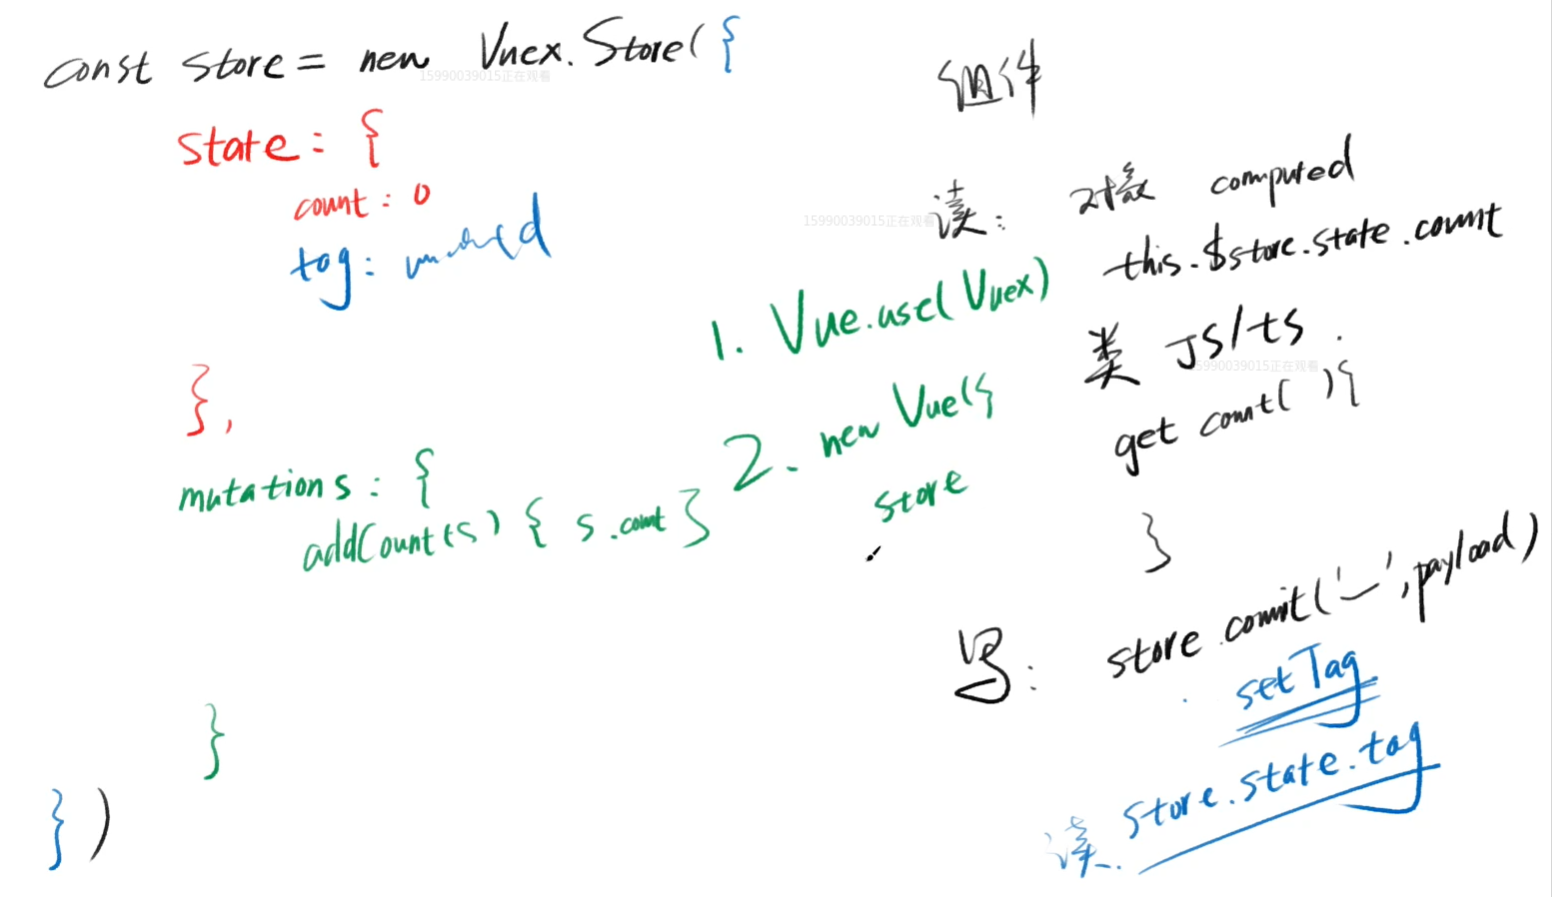 const store = new Vuex.Store({
state: {
count: 0
tag:
},
mutations: {
addCount(s) { s.count }
}
})
1. Vue.use(Vuex)
2. new Vue({
store
组件
读: 对象 computed
this.$store.state.count
类 JS/ts
get count( ){
}
写: store.commit('—',payload)
setTag
读. store.state.tag
15990039015正在观看
15990039015正在观看
15990039015正在观看